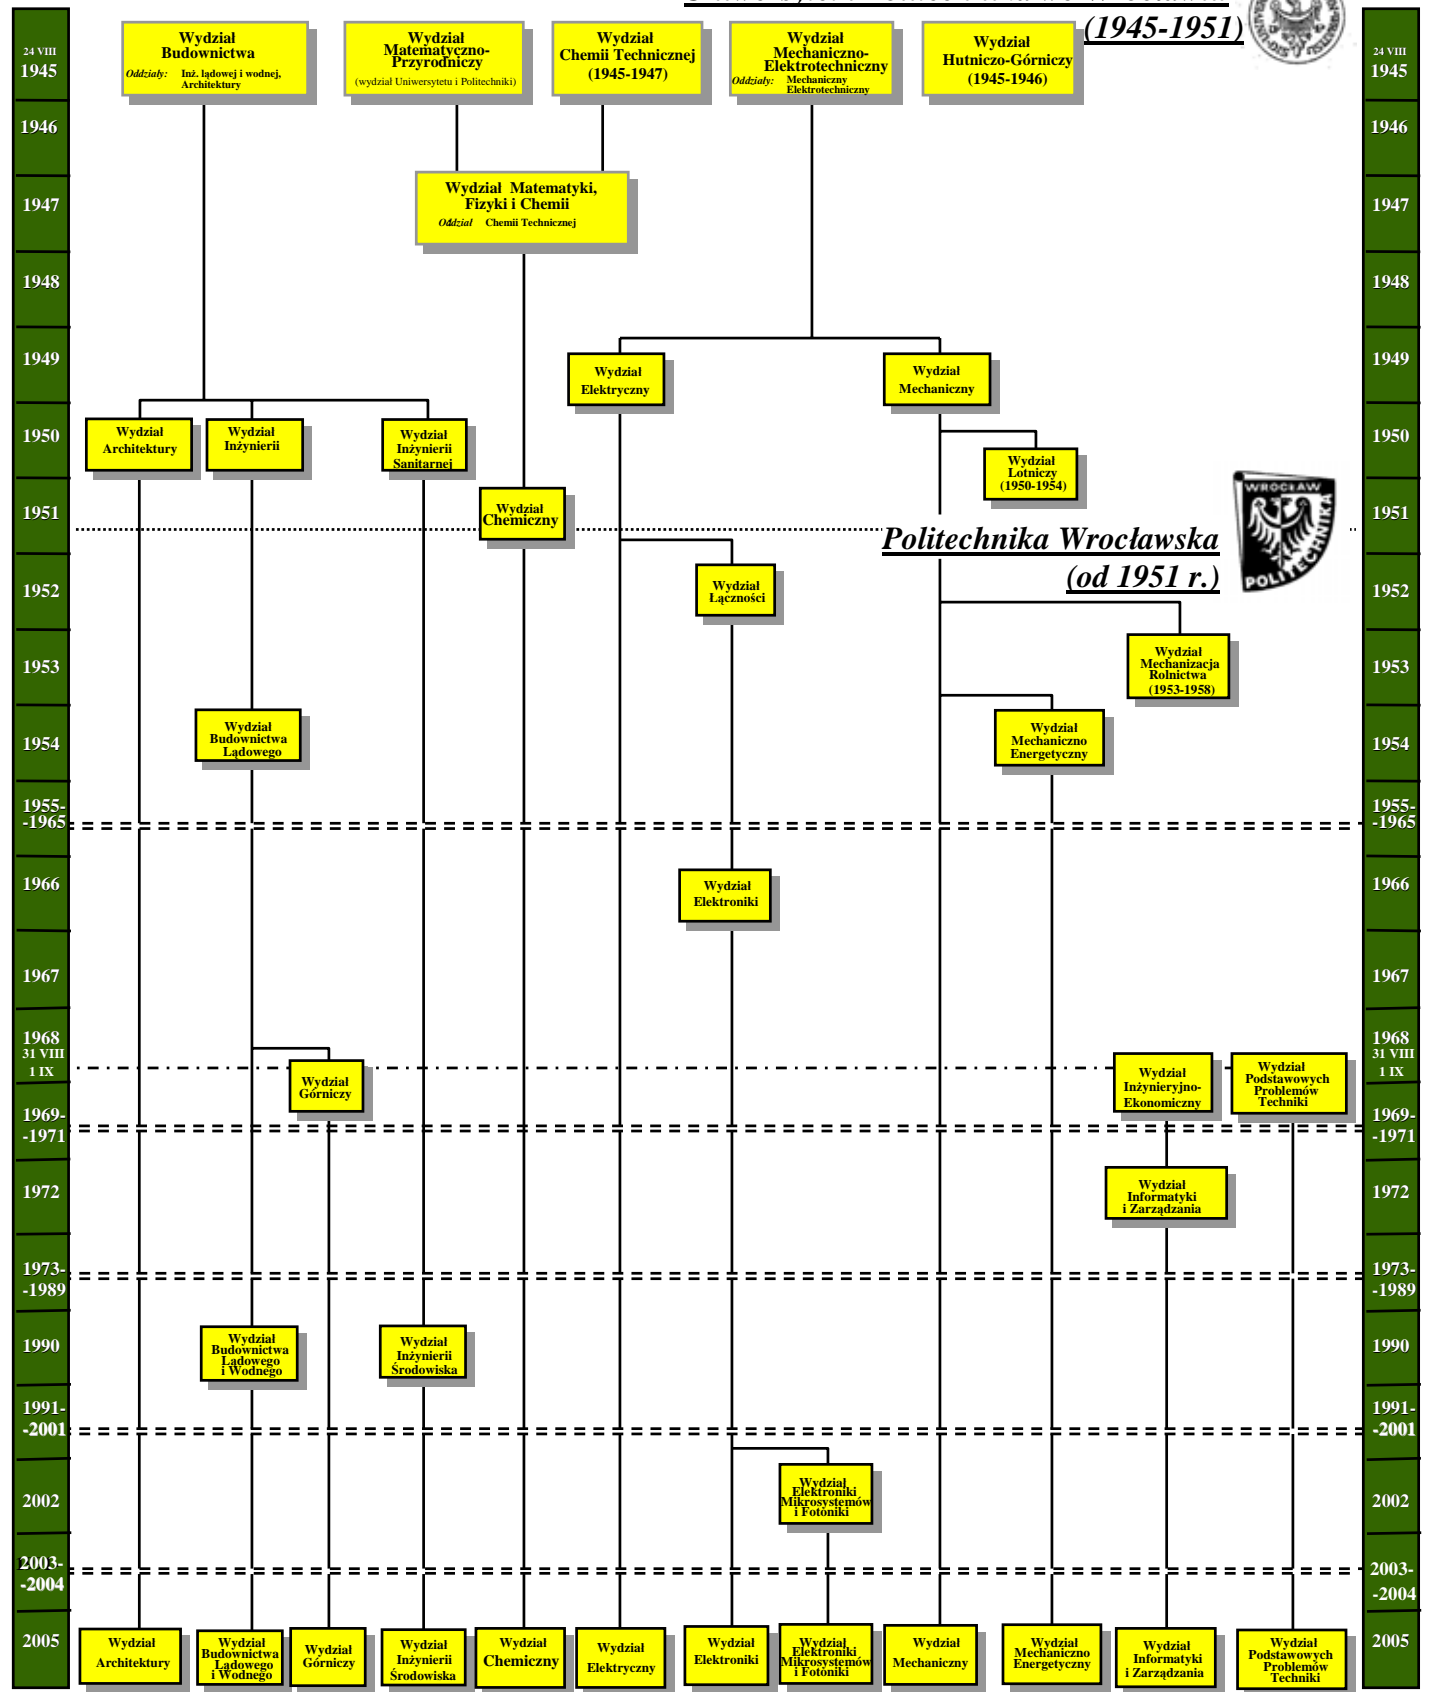 (1945-1951)
24 VIII
1945
Wydział
Budownictwa
Oddziały: Inż. lądowej i wodnej,
Architektury
Wydział
Matematyczno-
Przyrodniczy
(wydział Uniwersytetu i Politechniki)
Wydział
Chemii Technicznej
(1945-1947)
Wydział
Mechaniczno-
Elektrotechniczny
Oddziały: Mechaniczny
Elektrotechniczny
Wydział
Hutniczo-Górniczy
(1945-1946)
24 VIII
1945
1946
1946
1947
Wydział Matematyki,
Fizyki i Chemii
Oddział Chemii Technicznej
1947
1948
1948
1949
Wydział
Elektryczny
Wydział
Mechaniczny
1949
1950
Wydział
Architektury
Wydział
Inżynierii
Wydział
Inżynierii
Sanitarnej
Wydział
Lotniczy
(1950-1954)
1950
1951
Wydział
Chemiczny
1951
Politechnika Wrocławska
(od 1951 r.)
WROCŁAW
POLITECHNIKA
1952
Wydział
Łączności
1952
1953
Wydział
Mechanizacja
Rolnictwa
(1953-1958)
1953
1954
Wydział
Budownictwa
Lądowego
Wydział
Mechaniczno
Energetyczny
1954
1955-
-1965
1955-
-1965
1966
Wydział
Elektroniki
1966
1967
1967
1968
31 VIII
1 IX
Wydział
Górniczy
Wydział
Inżynieryjno-
Ekonomiczny
Wydział
Podstawowych
Problemów
Techniki
1968
31 VIII
1 IX
1969-
-1971
1969-
-1971
1972
Wydział
Informatyki
i Zarządzania
1972
1973-
-1989
1973-
-1989
1990
Wydział
Budownictwa
Lądowego
i Wodnego
Wydział
Inżynierii
Środowiska
1990
1991-
-2001
1991-
-2001
2002
Wydział
Elektroniki
Mikrosystemów
i Fotoniki
2002
2003-
-2004
2003-
-2004
2005
Wydział
Architektury
Wydział
Budownictwa
Lądowego
i Wodnego
Wydział
Górniczy
Wydział
Inżynierii
Środowiska
Wydział
Chemiczny
Wydział
Elektryczny
Wydział
Elektroniki
Wydział
Elektroniki
Mikrosystemów
i Fotoniki
Wydział
Mechaniczny
Wydział
Mechaniczno
Energetyczny
Wydział
Informatyki
i Zarządzania
Wydział
Podstawowych
Problemów
Techniki
2005